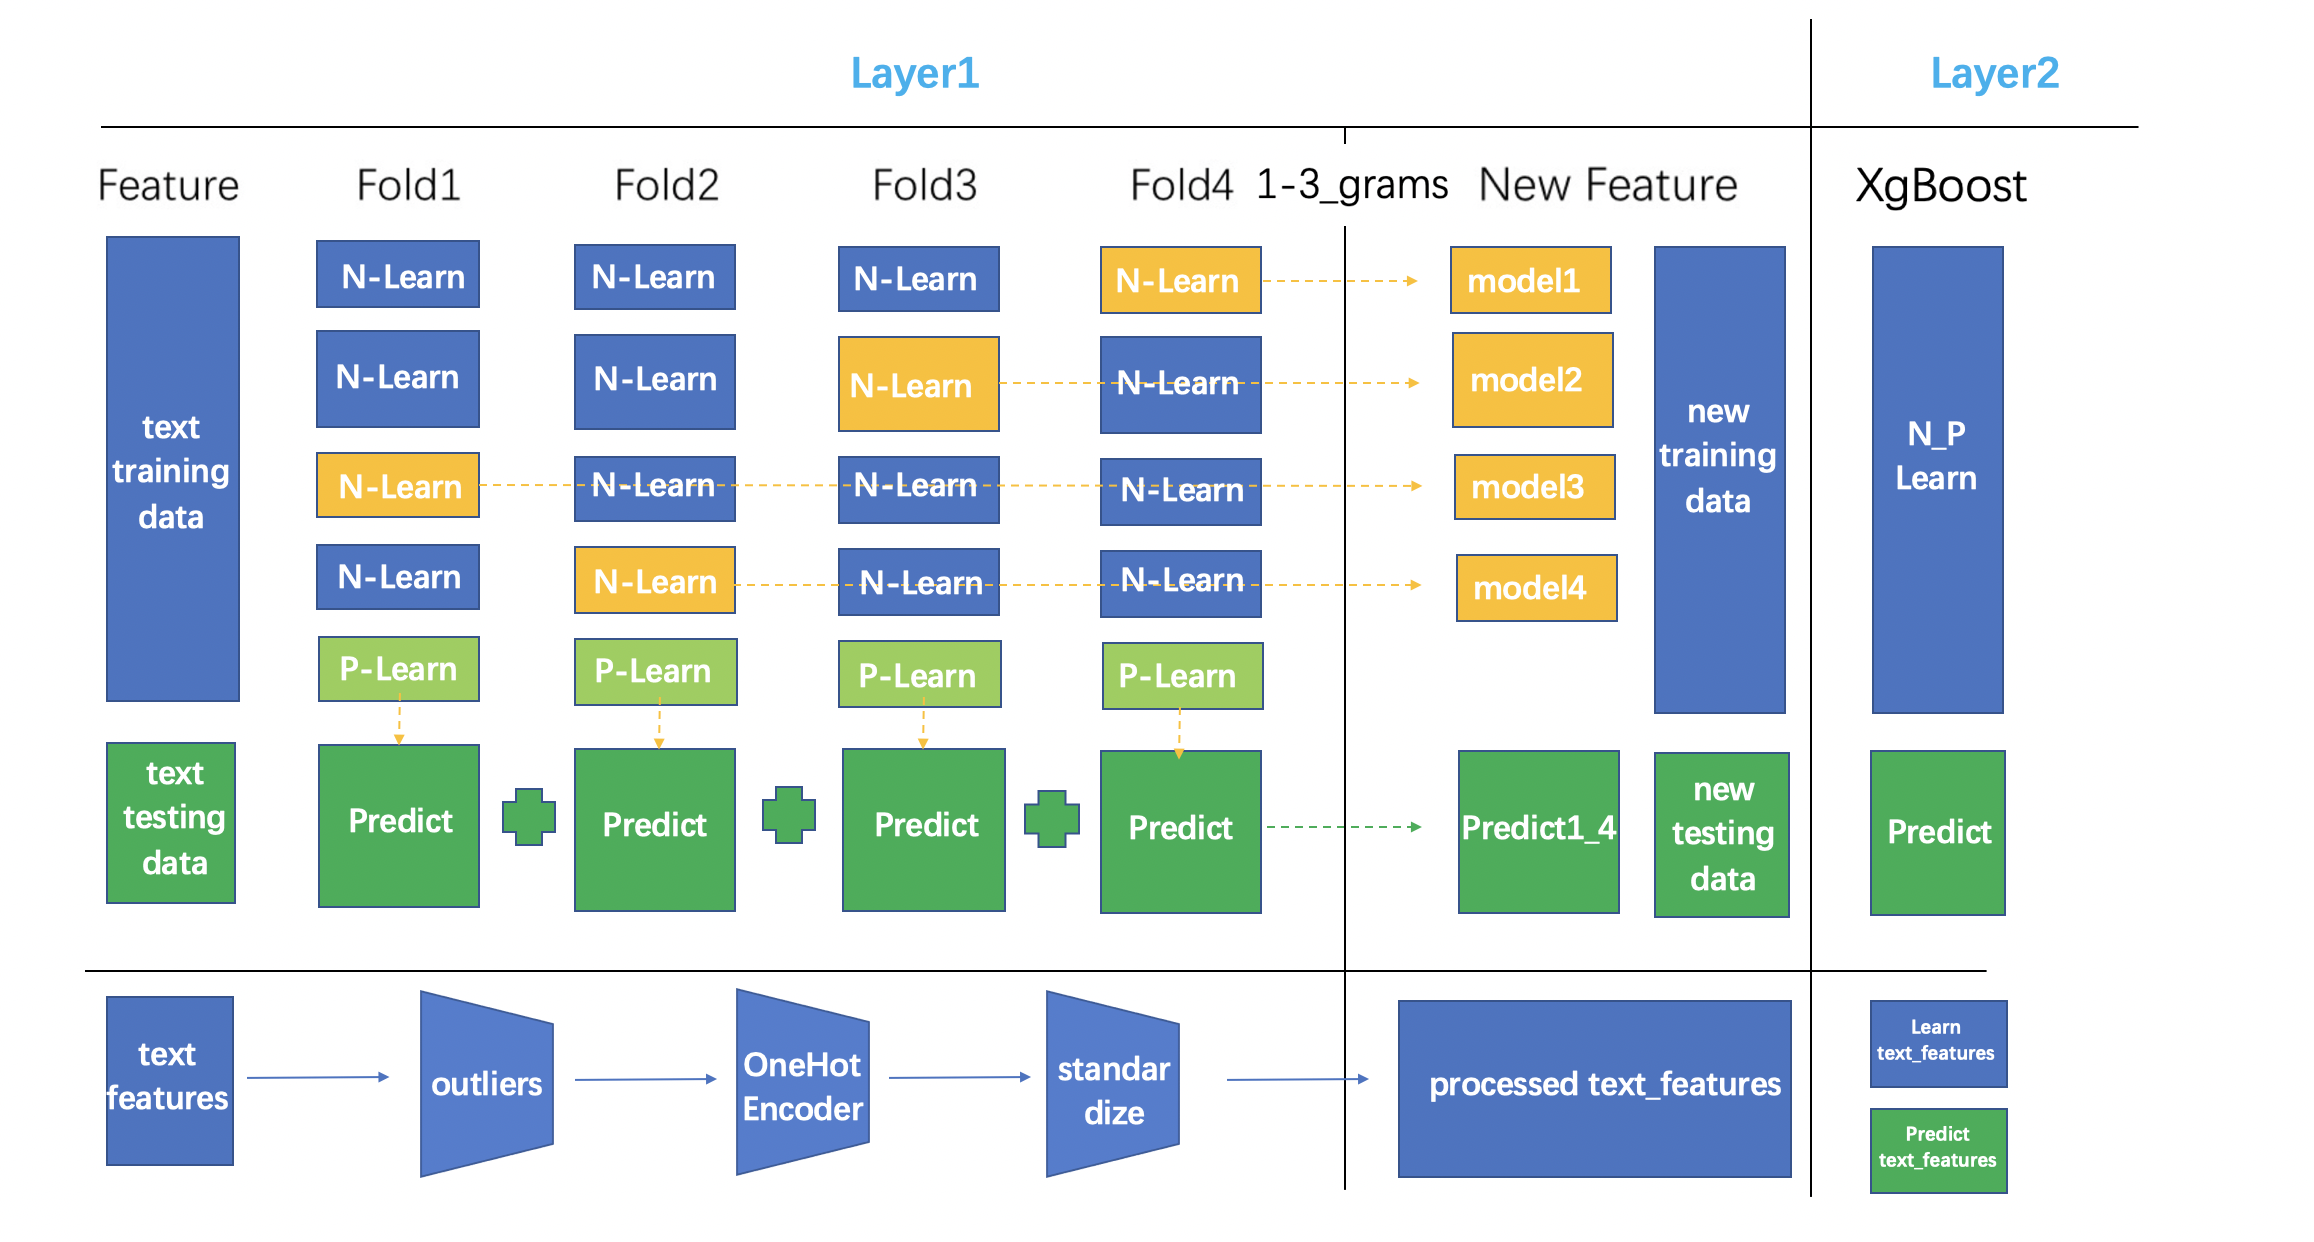 Layer1
Layer2
Feature
Fold1
Fold2
Fold3
Fold4
1-3_grams
New Feature
XgBoost
text
training
data
N-Learn
N-Learn
N-Learn
N-Learn
model1
N-Learn
N-Learn
N-Learn
N-Learn
model2
N-Learn
N-Learn
N-Learn
N-Learn
model3
N-Learn
N-Learn
N-Learn
N-Learn
model4
new
training
data
N_P
Learn
P-Learn
P-Learn
P-Learn
P-Learn
text
testing
data
Predict
Predict
Predict
Predict
Predict1_4
new
testing
data
Predict
text
features
outliers
OneHot
Encoder
standar
dize
processed text_features
Learn
text_features
Predict
text_features